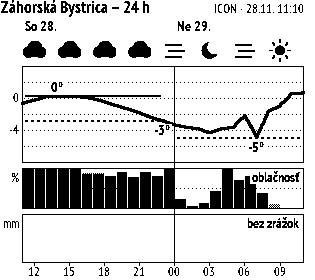 Záhorská Bystrica – 24 h ICON · 28.11. 11:10
So 28. Ne 29.
0°
0
-3°
-4
-5°
% oblačnosť
mm bez zrážok
12 15 18 21 00 03 06 09